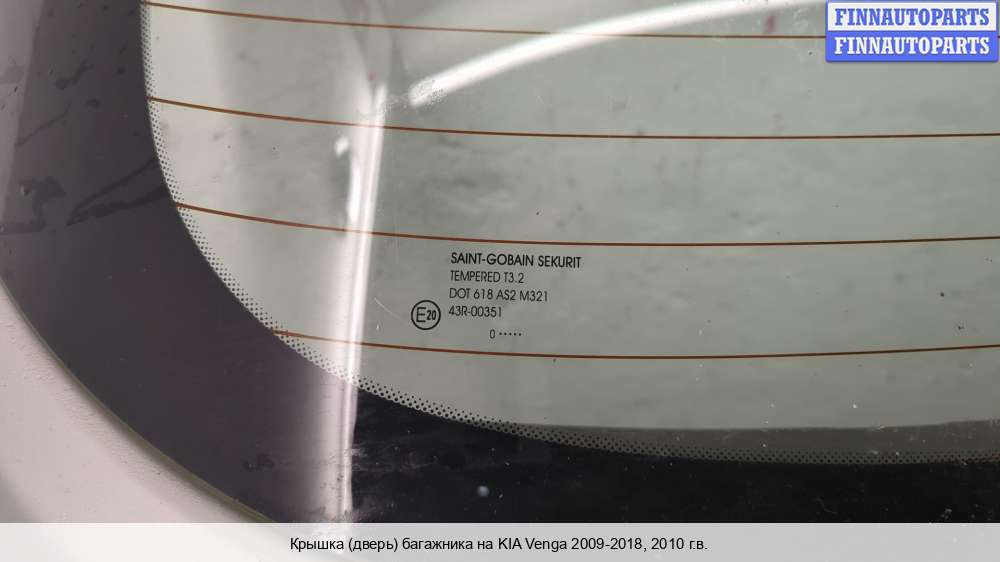 FINNAUTOPARTS
FINNAUTOPARTS
SAINT-GOBAIN SEKURIT
TEMPERED T3.2
DOT 618 AS2 M321
43R-00351
E20
0 •••••
Крышка (дверь) багажника на KIA Venga 2009-2018, 2010 г.в.